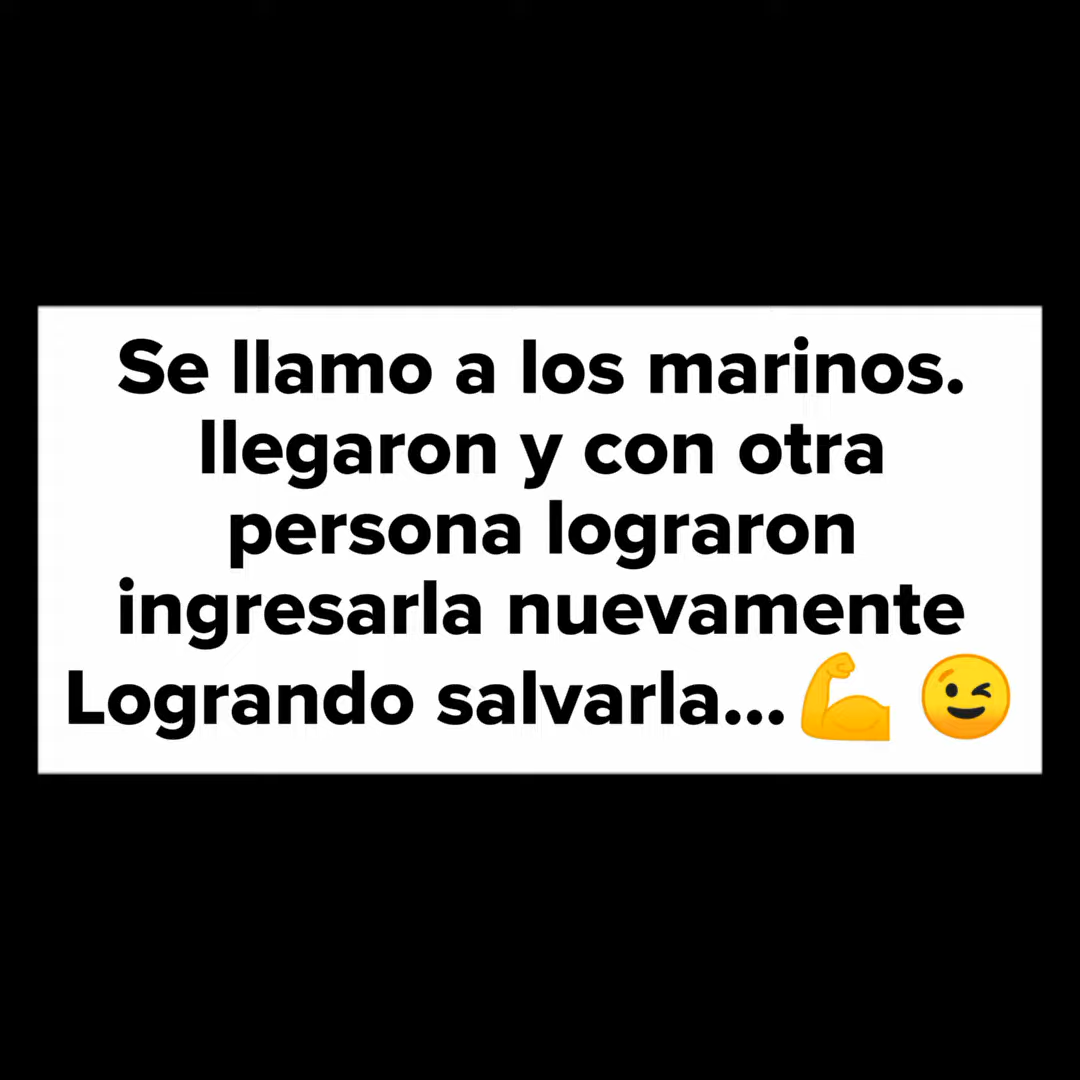 Se llamo a los marinos.
llegaron y con otra
persona lograron
ingresarla nuevamente
Logrando salvarla...💪 😉